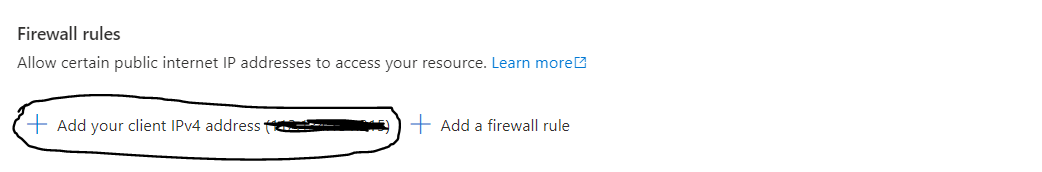 Firewall rules
Allow certain public internet IP addresses to access your resource. Learn more
Add your client IPv4 address Add a firewall rule